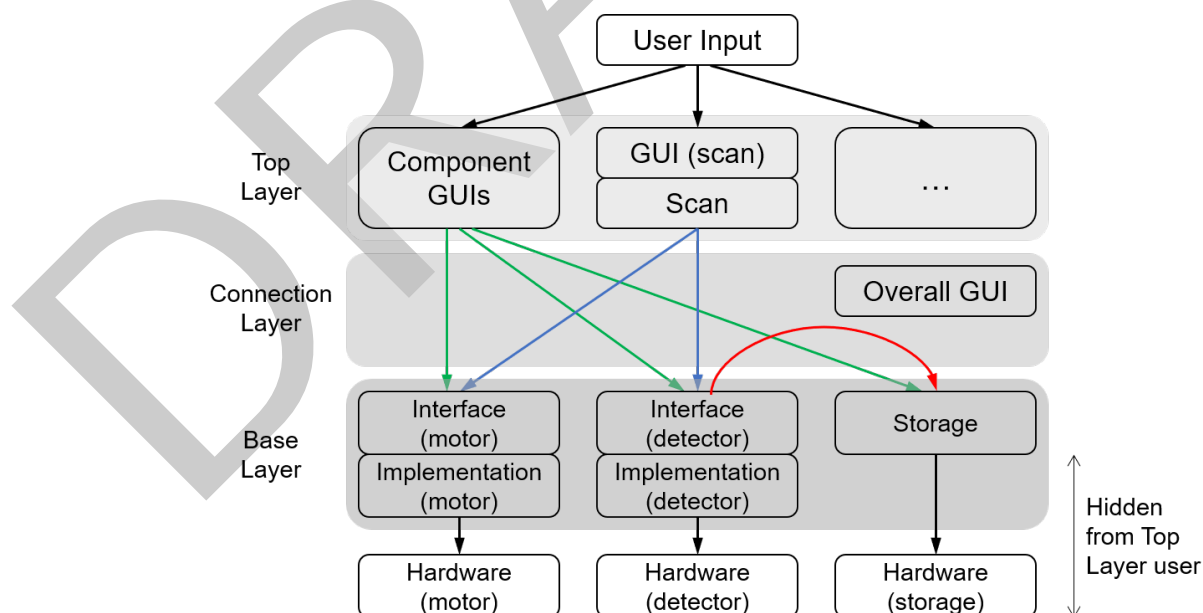 User Input
Top
Layer
Component
GUIs
GUI (scan)
Scan
...
Connection
Layer
Overall GUI
Base
Layer
Interface
(motor)
Implementation
(motor)
Interface
(detector)
Implementation
(detector)
Storage
Hardware
(motor)
Hardware
(detector)
Hardware
(storage)
Hidden
from Top
Layer user